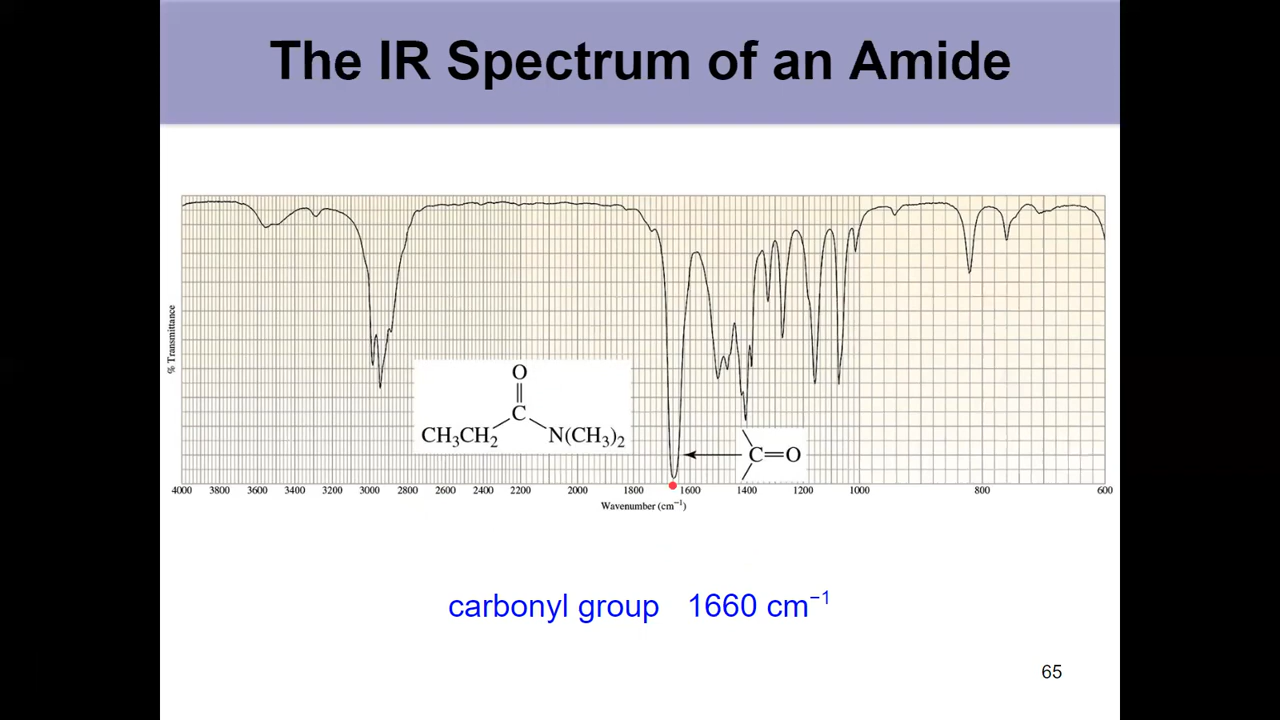 The IR Spectrum of an Amide
% Transmittance
O
C
CH₃CH₂ N(CH₃)₂
C=O
4000 3800 3600 3400 3200 3000 2800 2600 2400 2200 2000 1800 1600 1400 1200 1000 800 600
Wavenumber (cm⁻¹)
carbonyl group 1660 cm⁻¹
65